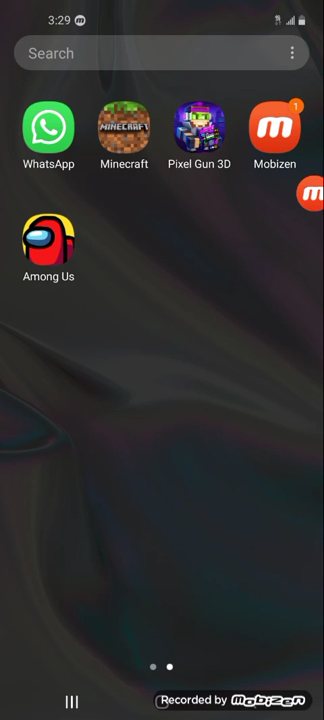 3:29
Search
MINECRAFT
1
WhatsApp
Minecraft
Pixel Gun 3D
Mobizen
Among Us
Recorded by mobizen